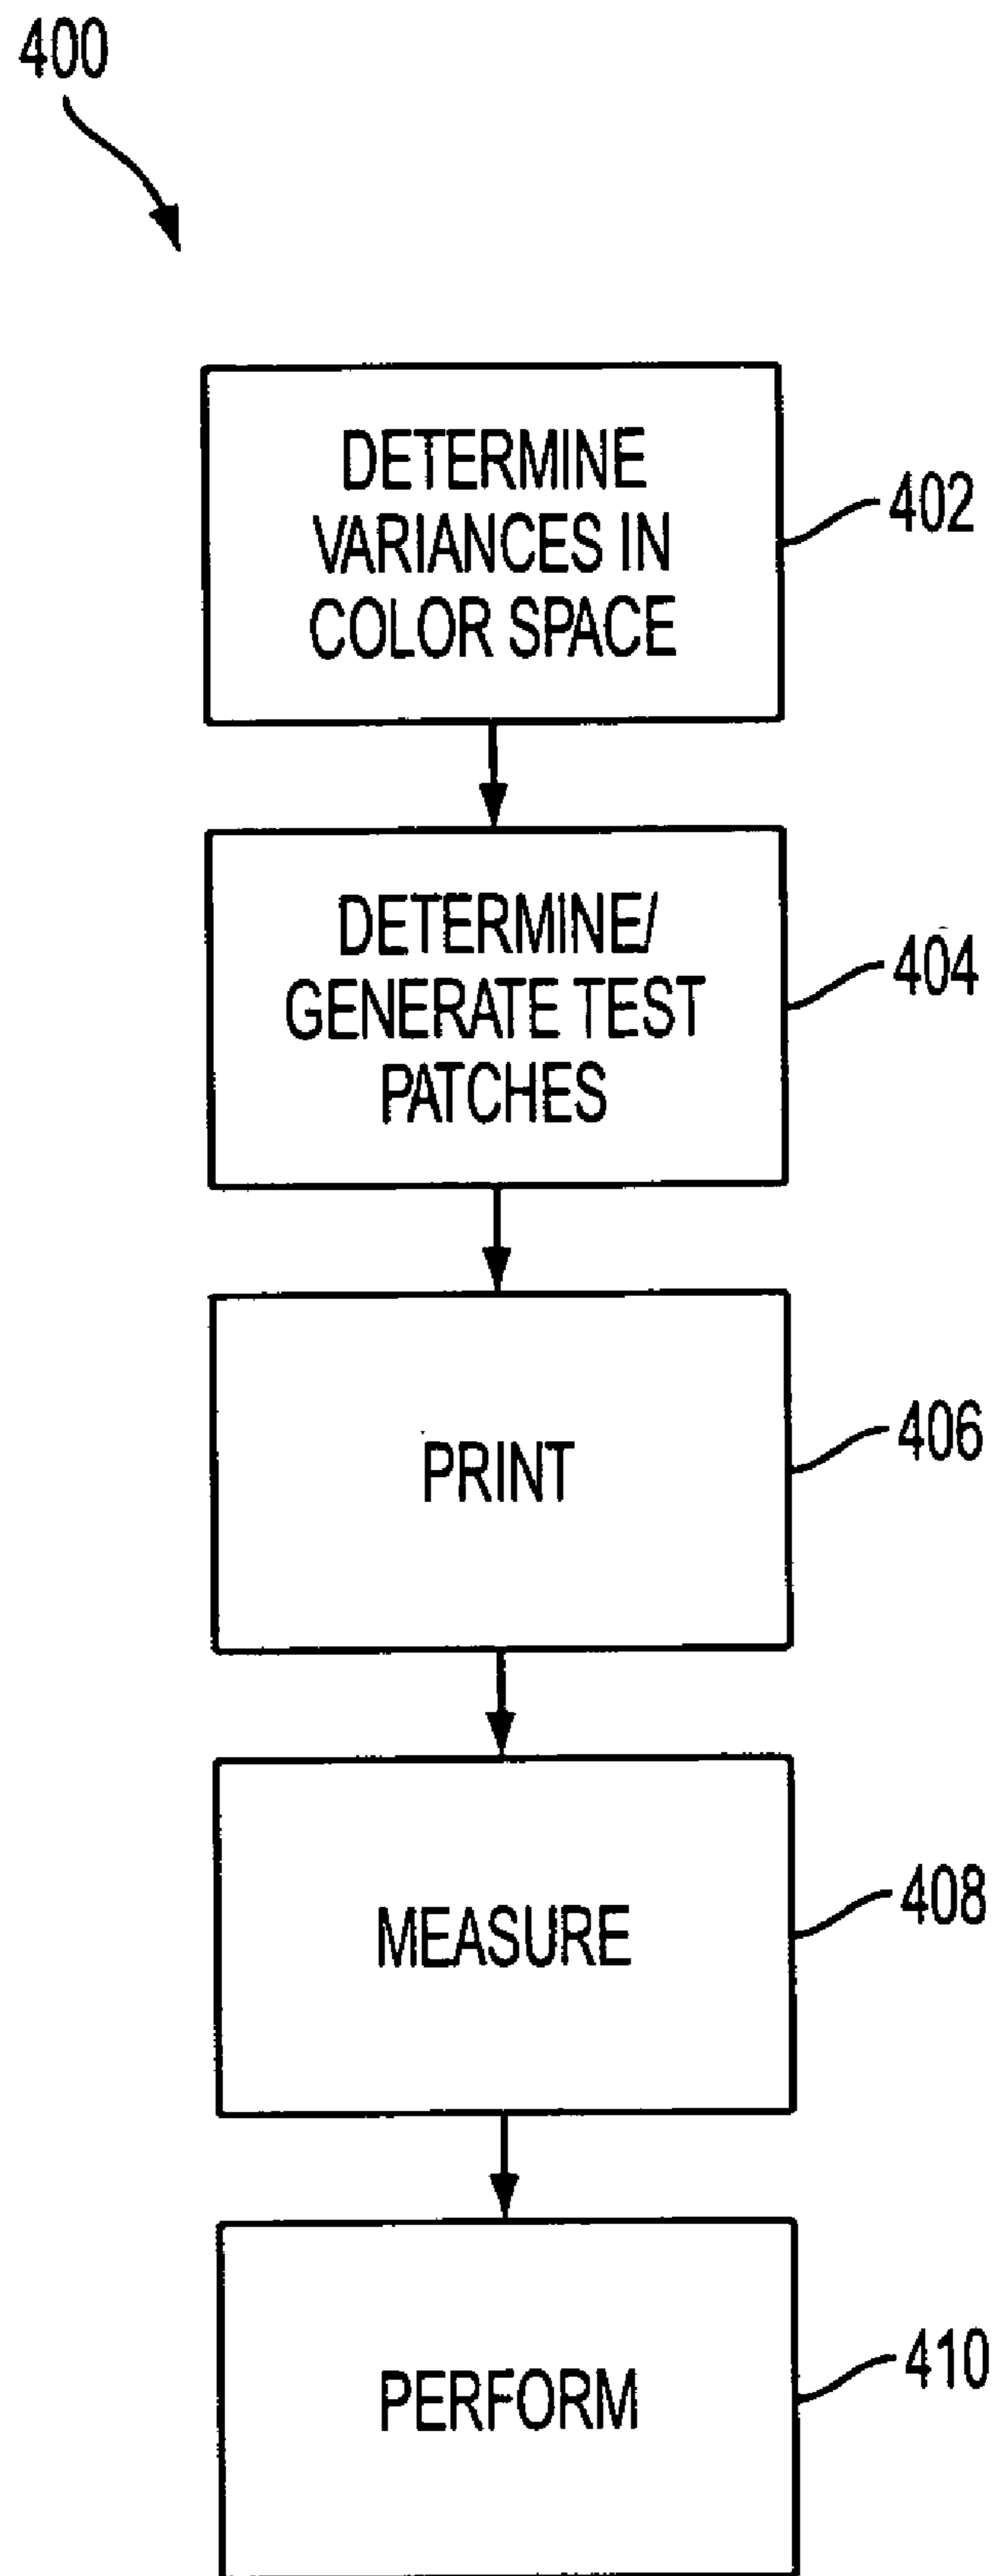 400
DETERMINE
VARIANCES IN
COLOR SPACE
402
DETERMINE/
GENERATE TEST
PATCHES
404
PRINT
406
MEASURE
408
PERFORM
410